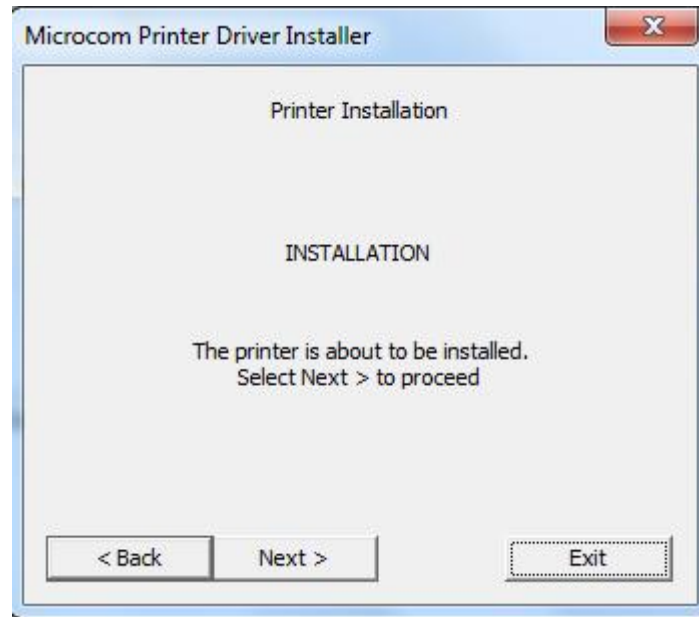 Microcom Printer Driver Installer
Printer Installation
INSTALLATION
The printer is about to be installed.
Select Next > to proceed
< Back
Next >
Exit